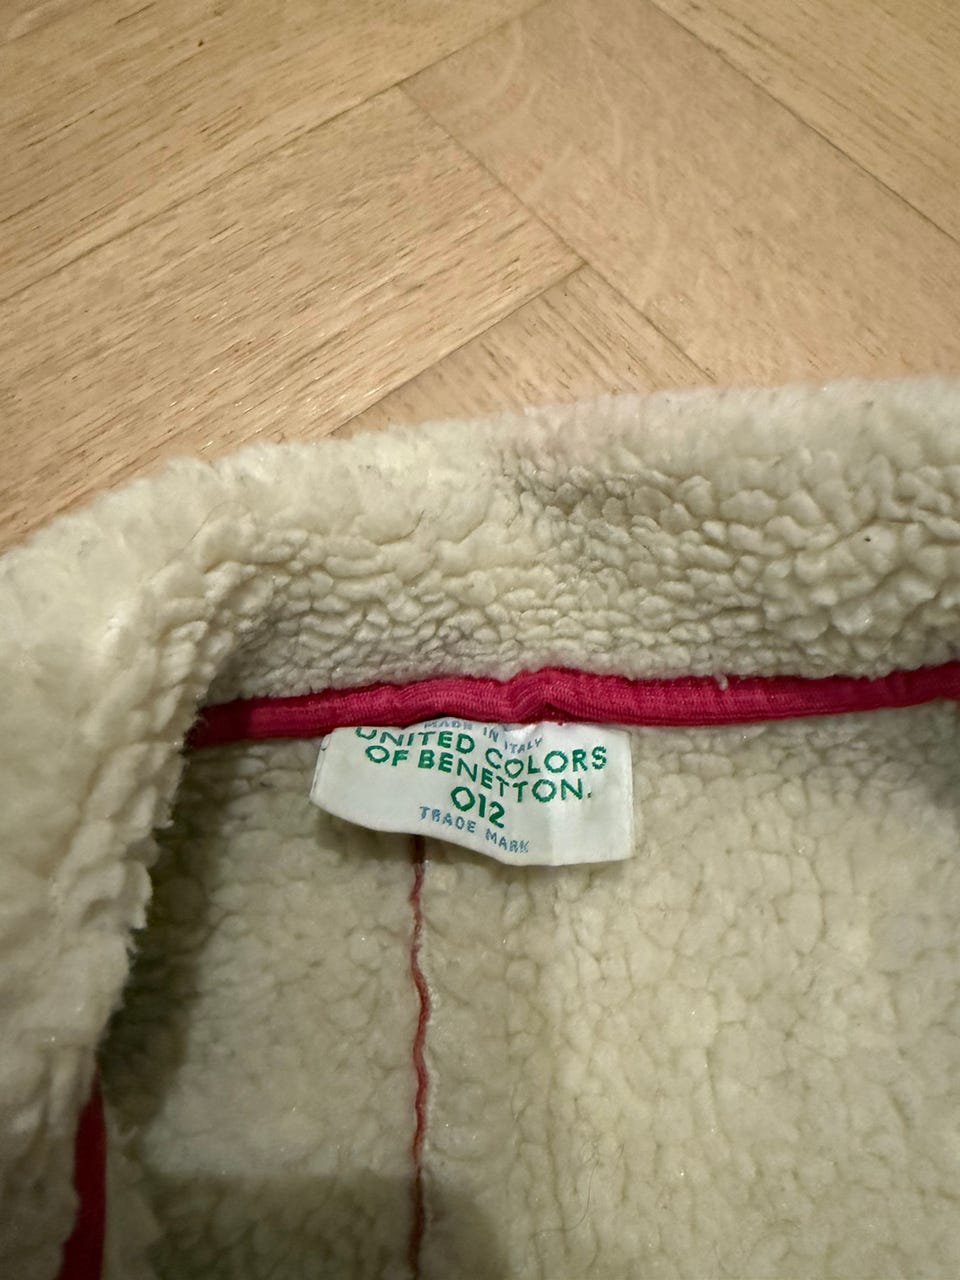 MADE IN ITALY
UNITED COLORS
OF BENETTON.
012
TRADE MARK